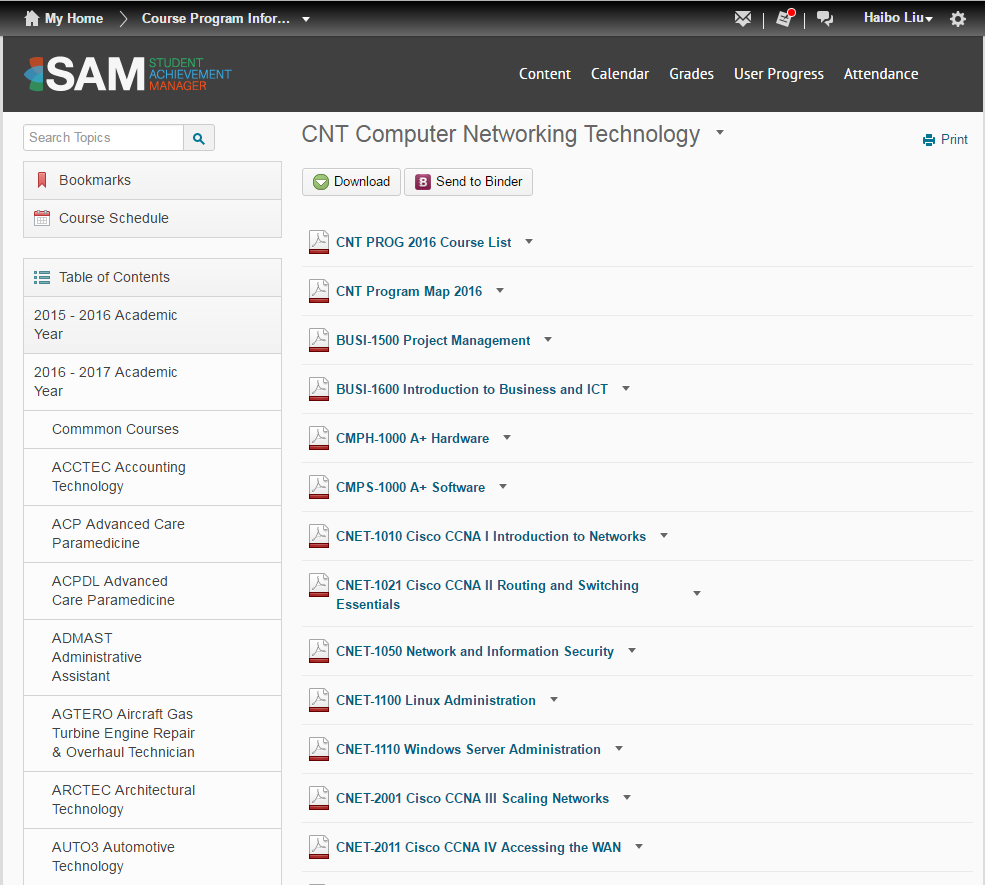 My Home
Course Program Infor...
Haibo Liu
SAM
STUDENT
ACHIEVEMENT
MANAGER
Content
Calendar
Grades
User Progress
Attendance
Search Topics
Bookmarks
Course Schedule
Table of Contents
2015 - 2016 Academic
Year
2016 - 2017 Academic
Year
Commmon Courses
ACCTEC Accounting
Technology
ACP Advanced Care
Paramedicine
ACPDL Advanced
Care Paramedicine
ADMAST
Administrative
Assistant
AGTERO Aircraft Gas
Turbine Engine Repair
& Overhaul Technician
ARCTEC Architectural
Technology
AUTO3 Automotive
Technology
CNT Computer Networking Technology
Print
Download
B Send to Binder
CNT PROG 2016 Course List
CNT Program Map 2016
BUSI-1500 Project Management
BUSI-1600 Introduction to Business and ICT
CMPH-1000 A+ Hardware
CMPS-1000 A+ Software
CNET-1010 Cisco CCNA I Introduction to Networks
CNET-1021 Cisco CCNA II Routing and Switching
Essentials
CNET-1050 Network and Information Security
CNET-1100 Linux Administration
CNET-1110 Windows Server Administration
CNET-2001 Cisco CCNA III Scaling Networks
CNET-2011 Cisco CCNA IV Accessing the WAN